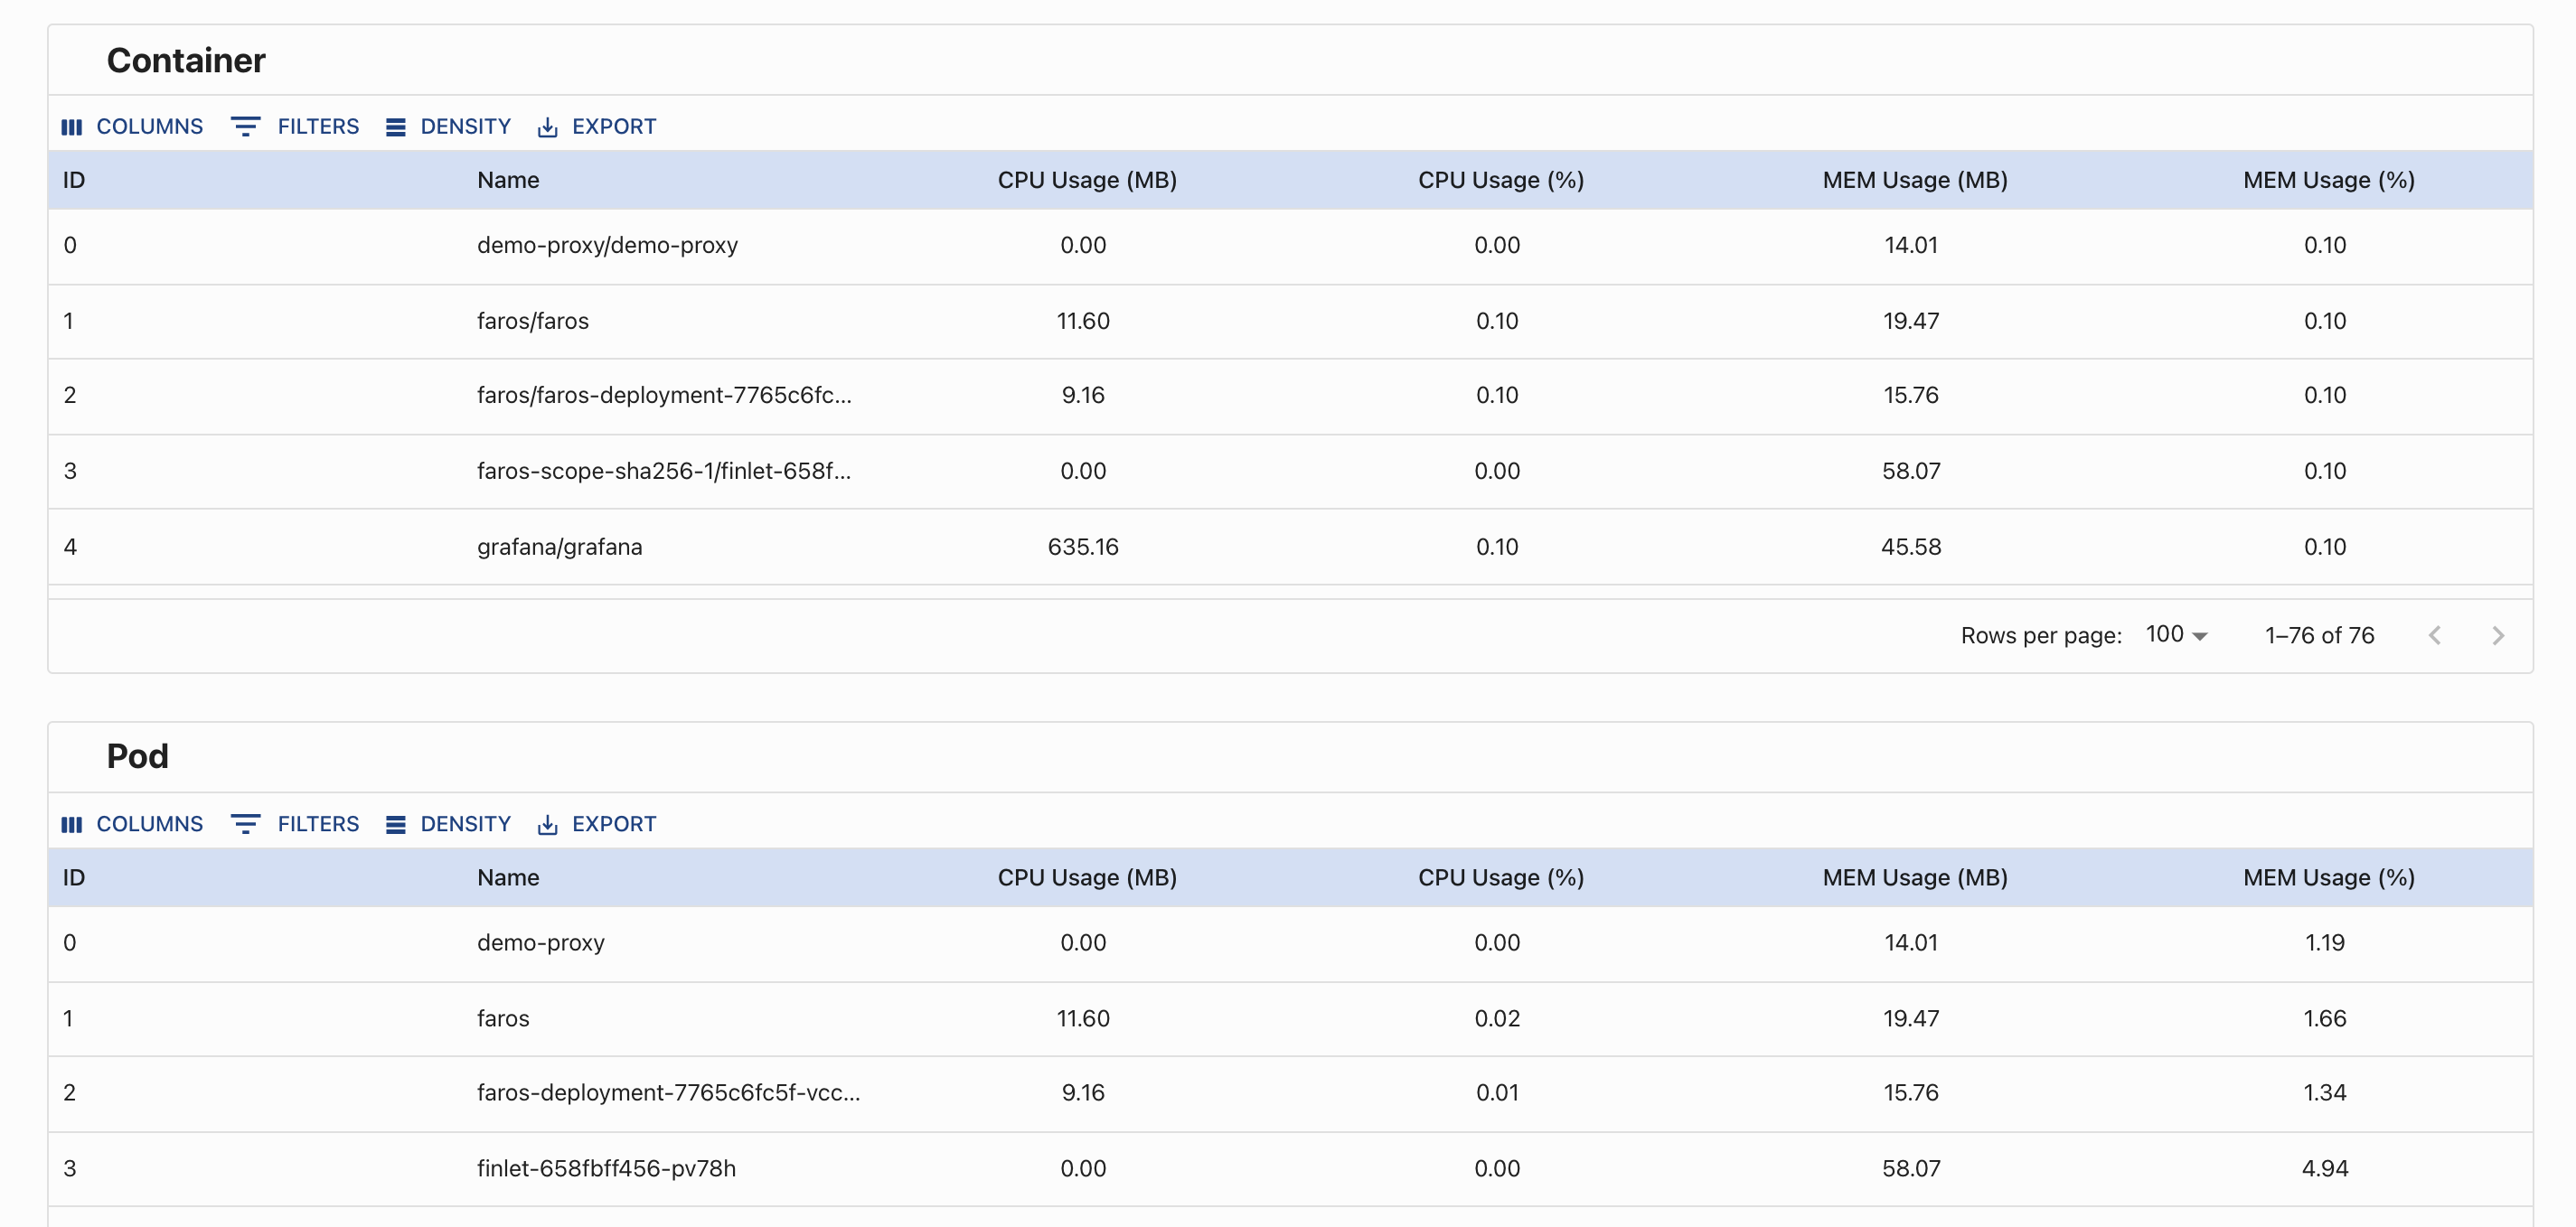 Container
COLUMNS FILTERS DENSITY EXPORT
ID Name CPU Usage (MB) CPU Usage (%) MEM Usage (MB) MEM Usage (%)
0 demo-proxy/demo-proxy 0.00 0.00 14.01 0.10
1 faros/faros 11.60 0.10 19.47 0.10
2 faros/faros-deployment-7765c6fc... 9.16 0.10 15.76 0.10
3 faros-scope-sha256-1/finlet-658f... 0.00 0.00 58.07 0.10
4 grafana/grafana 635.16 0.10 45.58 0.10
Rows per page: 100 1–76 of 76
Pod
COLUMNS FILTERS DENSITY EXPORT
ID Name CPU Usage (MB) CPU Usage (%) MEM Usage (MB) MEM Usage (%)
0 demo-proxy 0.00 0.00 14.01 1.19
1 faros 11.60 0.02 19.47 1.66
2 faros-deployment-7765c6fc5f-vcc... 9.16 0.01 15.76 1.34
3 finlet-658fbff456-pv78h 0.00 0.00 58.07 4.94